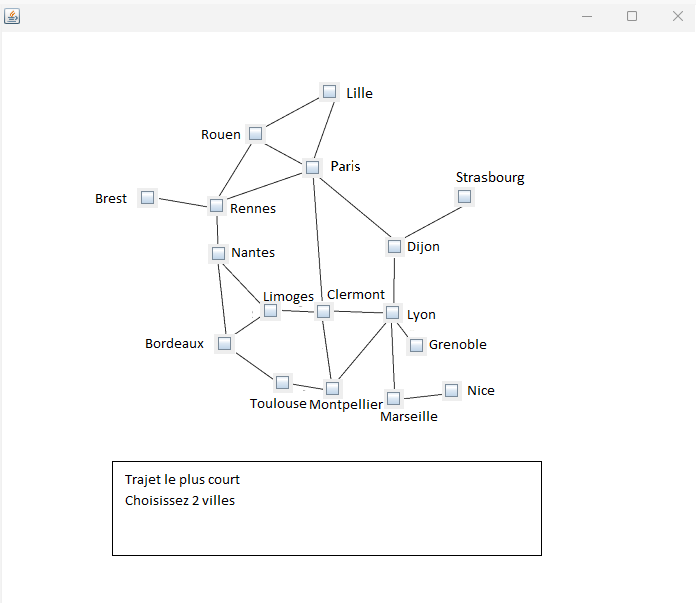 Lille
Rouen
Paris
Strasbourg
Brest
Rennes
Dijon
Nantes
Limoges
Clermont
Lyon
Bordeaux
Grenoble
Nice
Toulouse
Montpellier
Marseille
Trajet le plus court
Choisissez 2 villes